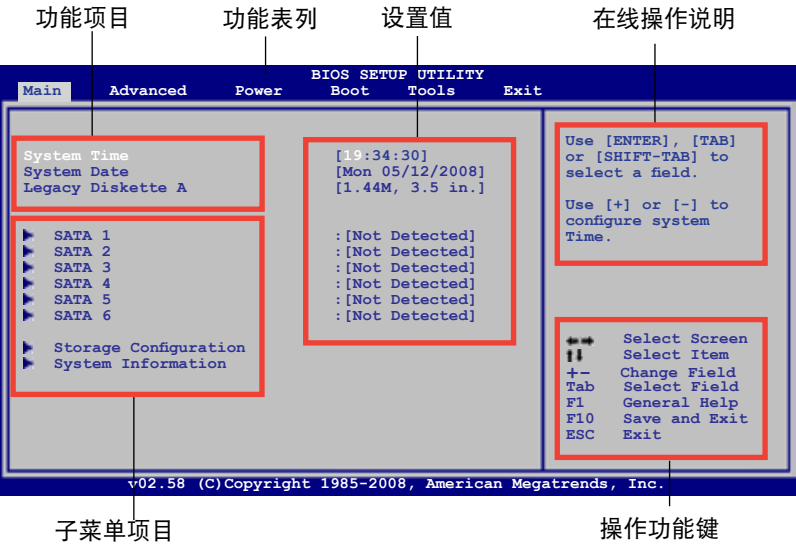 功能项目 功能表列 设置值 在线操作说明
BIOS SETUP UTILITY
Main Advanced Power Boot Tools Exit
System Time [19:34:30]
System Date [Mon 05/12/2008]
Legacy Diskette A [1.44M, 3.5 in.]
SATA 1 :[Not Detected]
SATA 2 :[Not Detected]
SATA 3 :[Not Detected]
SATA 4 :[Not Detected]
SATA 5 :[Not Detected]
SATA 6 :[Not Detected]
Storage Configuration
System Information
Use [ENTER], [TAB]
or [SHIFT-TAB] to
select a field.
Use [+] or [-] to
configure system
Time.
←→ Select Screen
↑↓ Select Item
+- Change Field
Tab Select Field
F1 General Help
F10 Save and Exit
ESC Exit
v02.58 (C)Copyright 1985-2008, American Megatrends, Inc.
子菜单项目 操作功能键